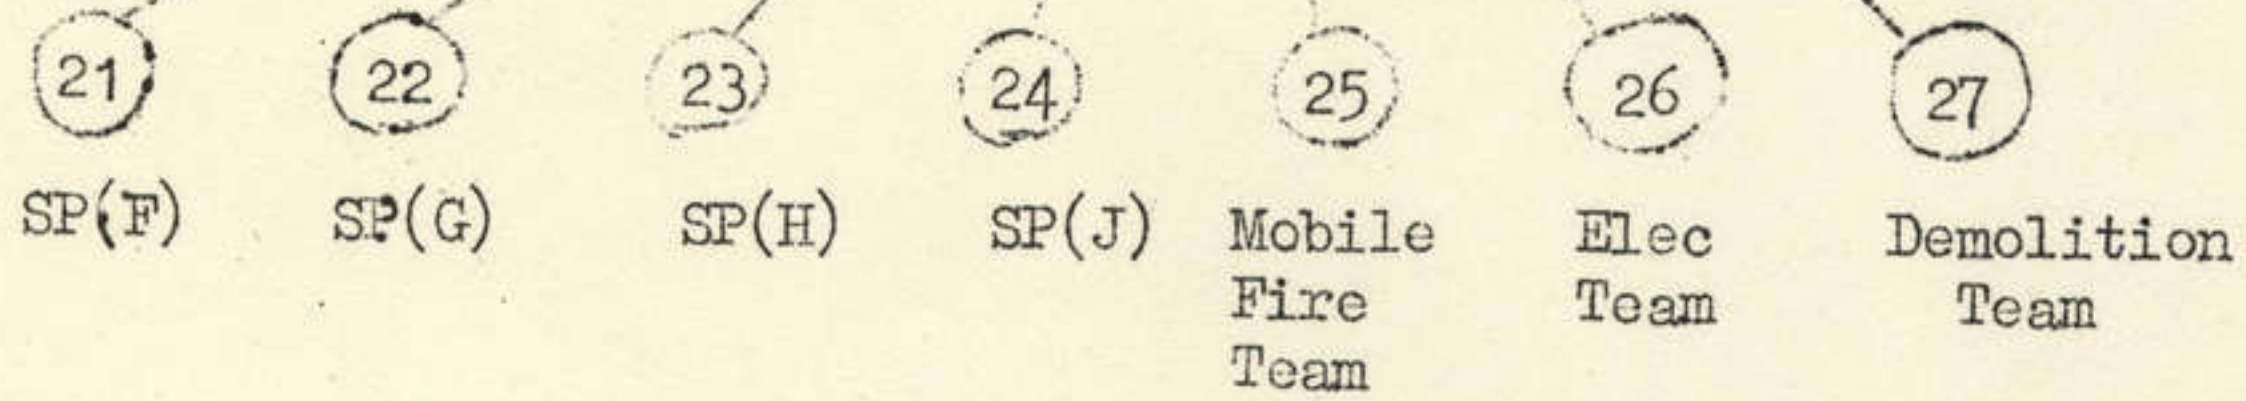 21 22 23 24 25 26 27
SP(F) SP(G) SP(H) SP(J) Mobile Elec Demolition
Fire Team Team
Team